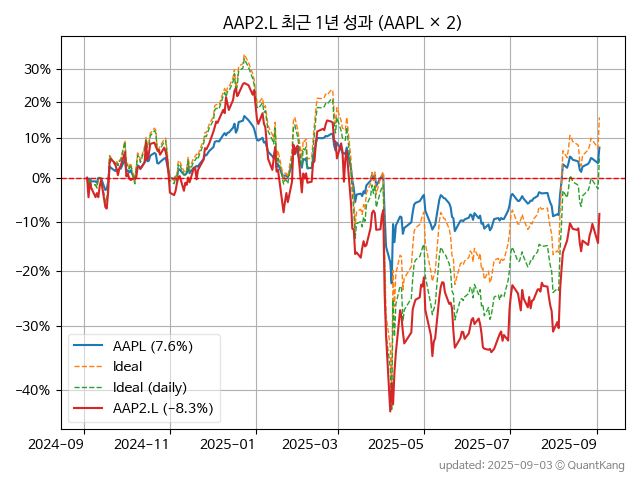 AAP2.L 최근 1년 성과 (AAPL × 2)
30%
20%
10%
0%
−10%
−20%
−30%
−40%
AAPL (7.6%)
Ideal
Ideal (daily)
AAP2.L (−8.3%)
2024−09
2024−11
2025−01
2025−03
2025−05
2025−07
2025−09
updated: 2025−09−03 ⓒ QuantKang